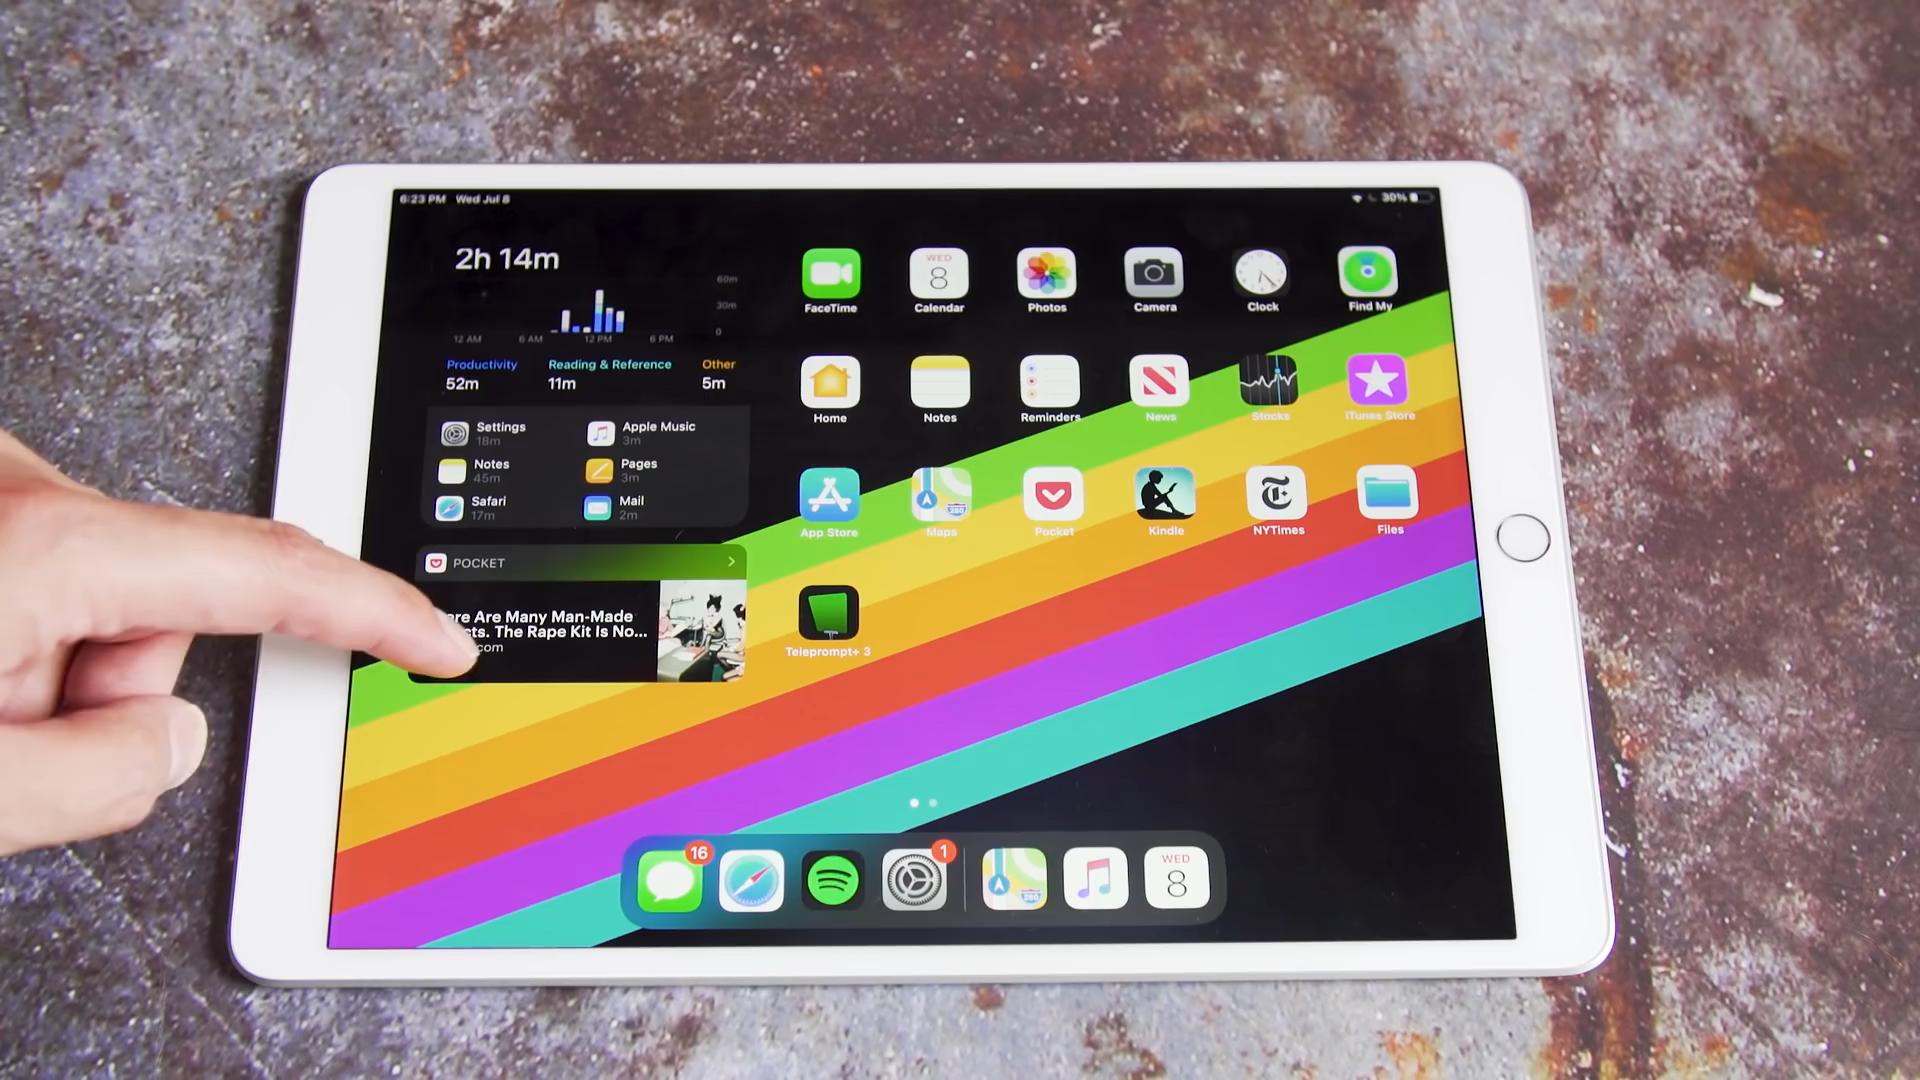 6:23 PM Wed Jul 8
30%
2h 14m
60m
30m
0
12 AM 6 AM 12 PM 6 PM
Productivity Reading & Reference Other
52m 11m 5m
Settings
18m
Apple Music
3m
Notes
45m
Pages
3m
Safari
17m
Mail
2m
POCKET
Are Many Man-Made
The Rape Kit Is No...
com
WED
8
FaceTime Calendar Photos Camera Clock Find My
Home Notes Reminders News Stocks iTunes Store
280
App Store Maps Pocket Kindle NYTimes Files
Teleprompt+ 3
16
1
280
WED
8